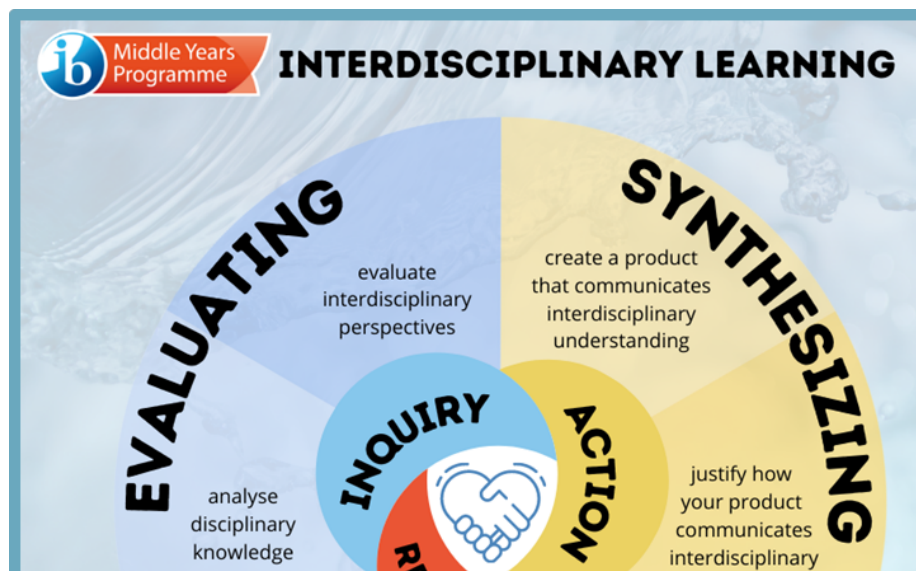 ib Middle Years
Programme
INTERDISCIPLINARY LEARNING
EVALUATING
evaluate
interdisciplinary
perspectives
analyse
disciplinary
knowledge
SYNTHESIZING
create a product
that communicates
interdisciplinary
understanding
justify how
your product
communicates
interdisciplinary
INQUIRY
ACTION